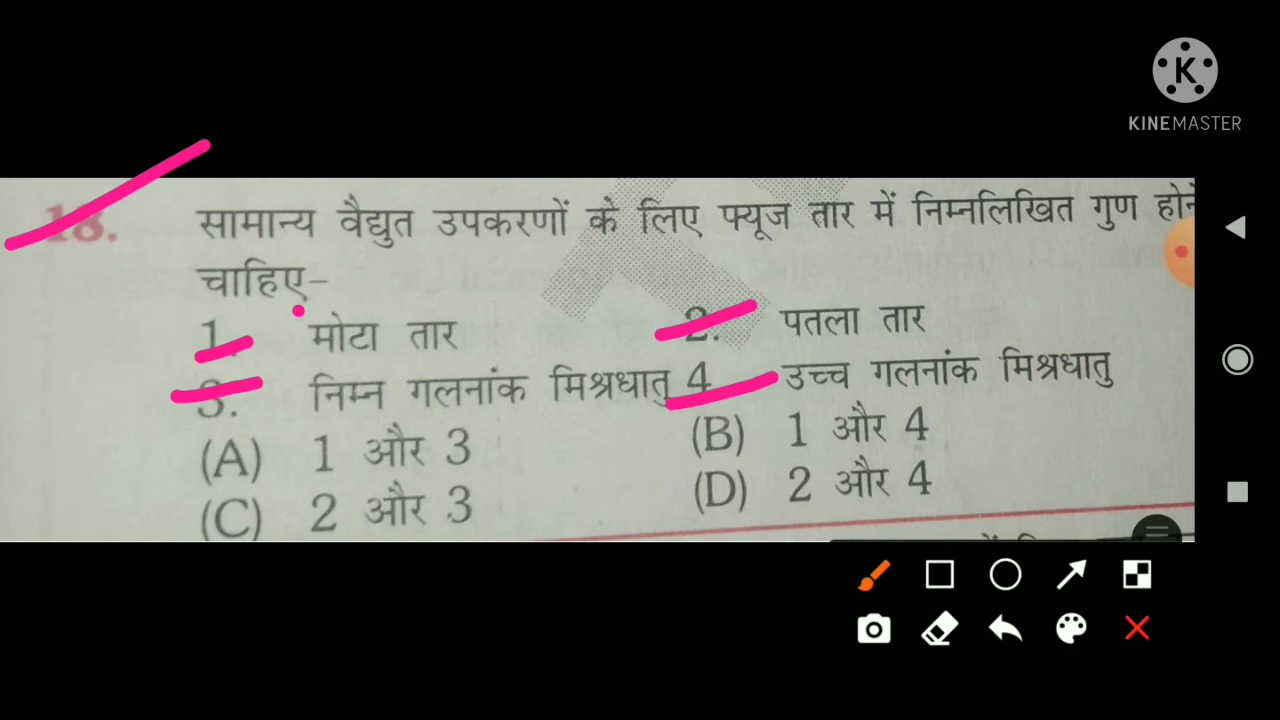 KINEMASTER
18. सामान्य वैद्युत उपकरणों के लिए फ्यूज तार में निम्नलिखित गुण होने
चाहिए-
1. मोटा तार 2. पतला तार
3. निम्न गलनांक मिश्रधातु 4 उच्च गलनांक मिश्रधातु
(A) 1 और 3 (B) 1 और 4
(C) 2 और 3 (D) 2 और 4